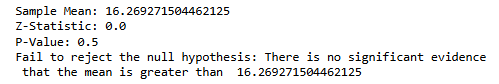 Sample Mean: 16.269271504462125
Z-Statistic: 0.0
P-Value: 0.5
Fail to reject the null hypothesis: There is no significant evidence
that the mean is greater than  16.269271504462125